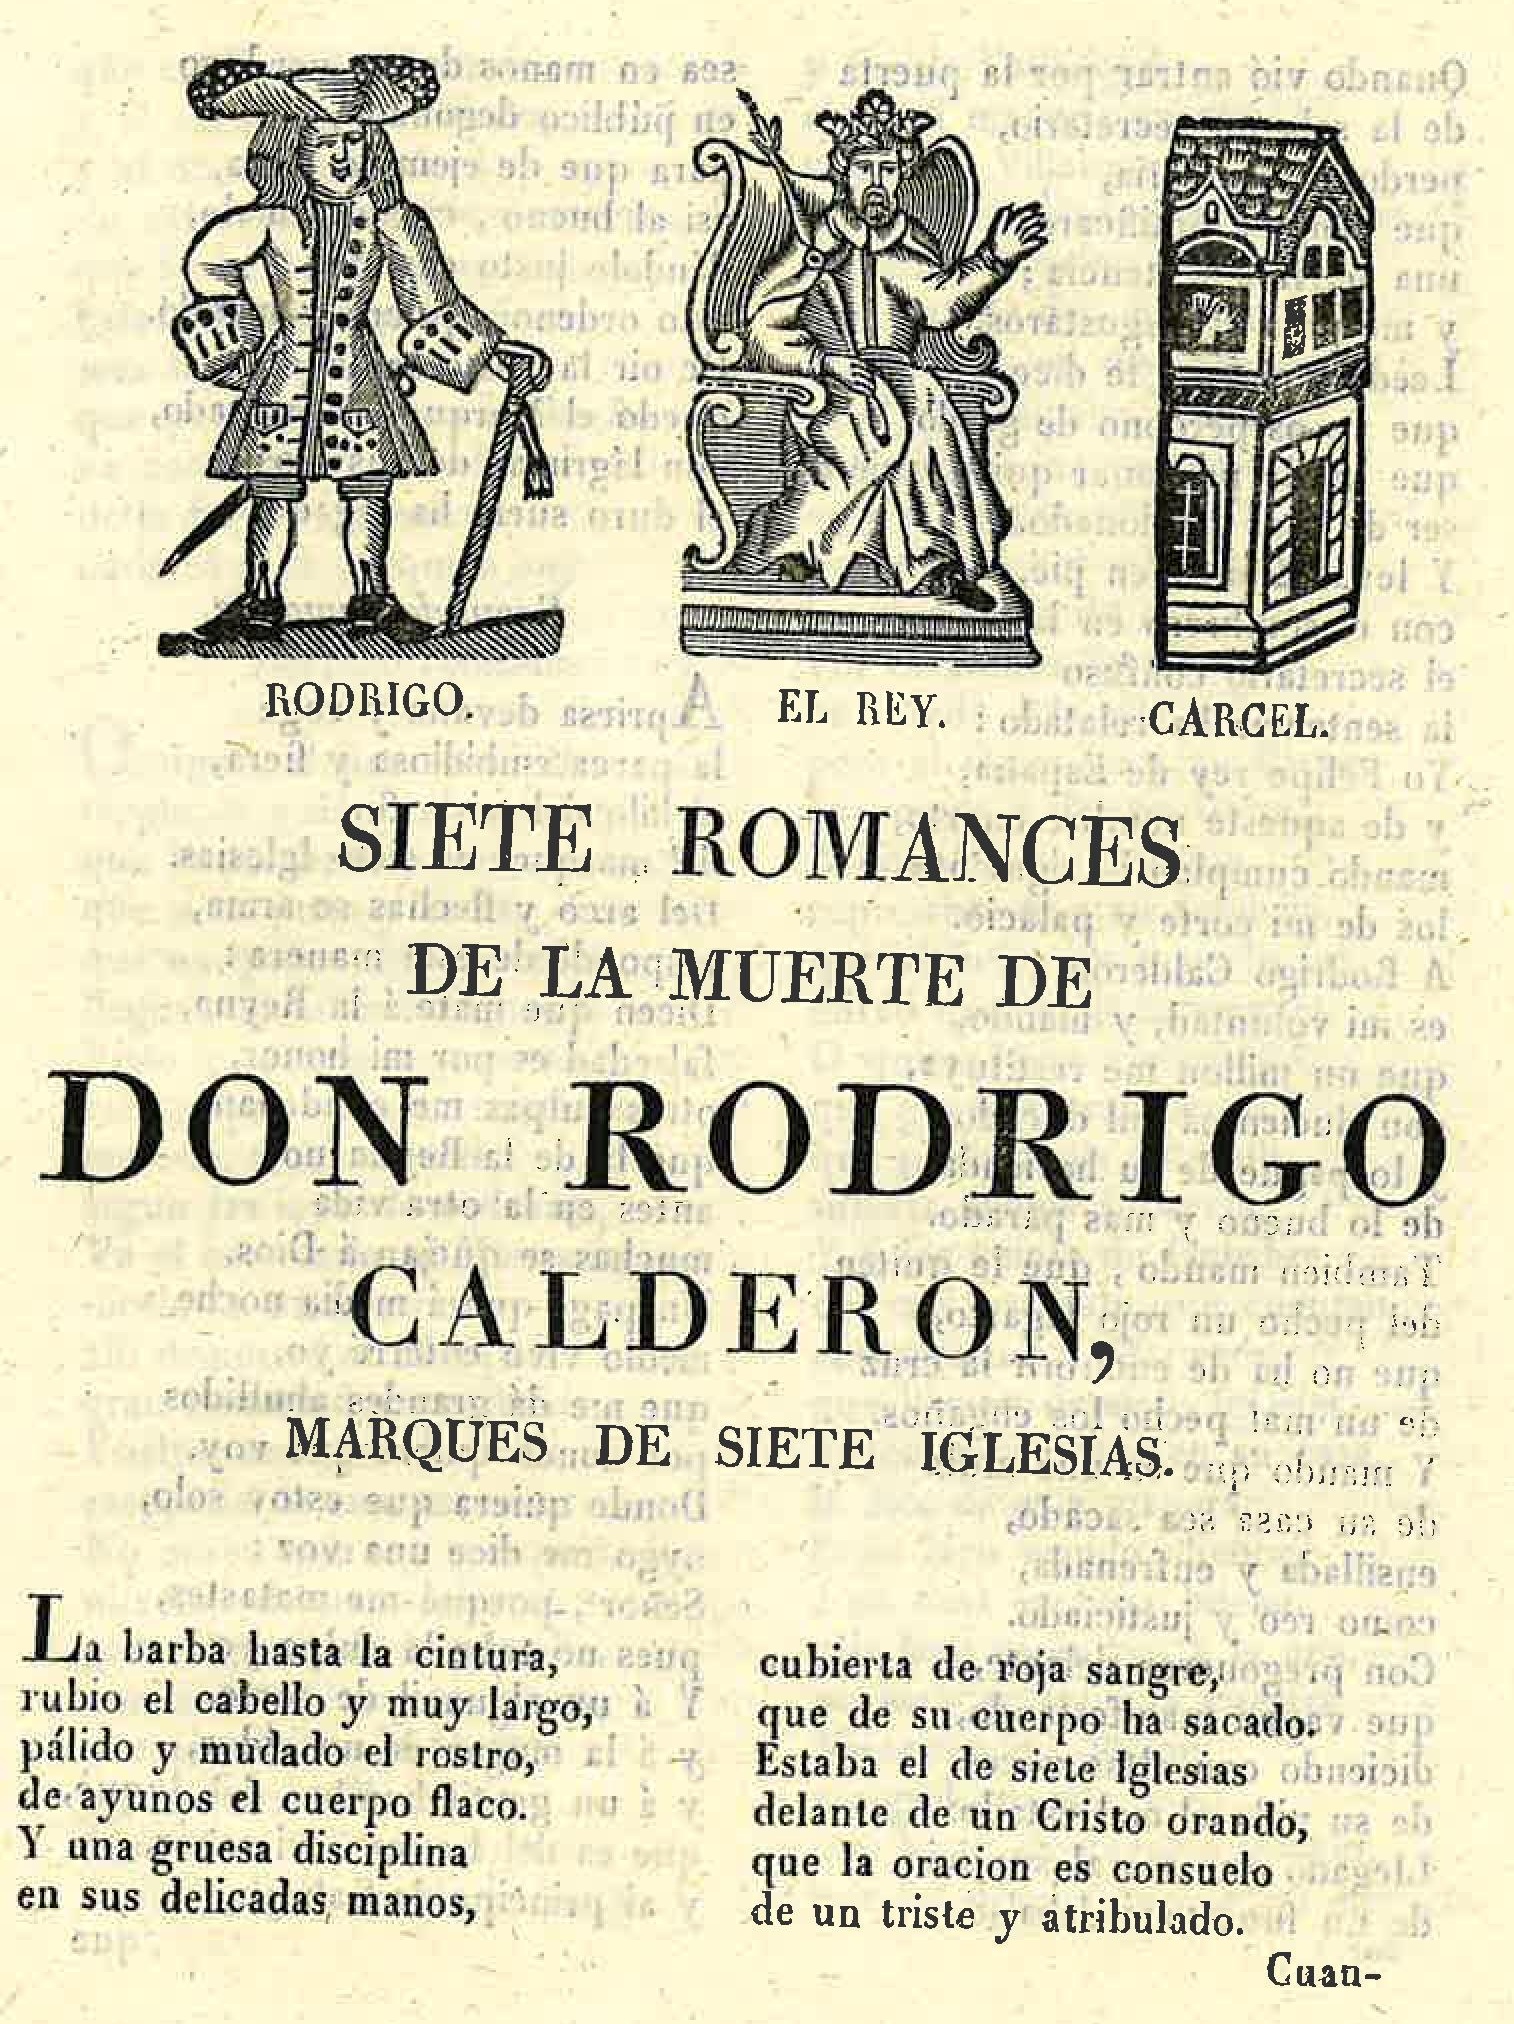 RODRIGO.
EL REY.
CARCEL.
SIETE ROMANCES
DE LA MUERTE DE
DON RODRIGO
CALDERON,
MARQUES DE SIETE IGLESIAS.
La barba hasta la cintura,
rubio el cabello y muy largo,
pálido y mudado el rostro,
de ayunos el cuerpo flaco.
Y una gruesa disciplina
en sus delicadas manos,
cubierta de roja sangre,
que de su cuerpo ha sacado.
Estaba el de siete Iglesias
delante de un Cristo orando,
que la oracion es consuelo
de un triste y atribulado.
Cuan-